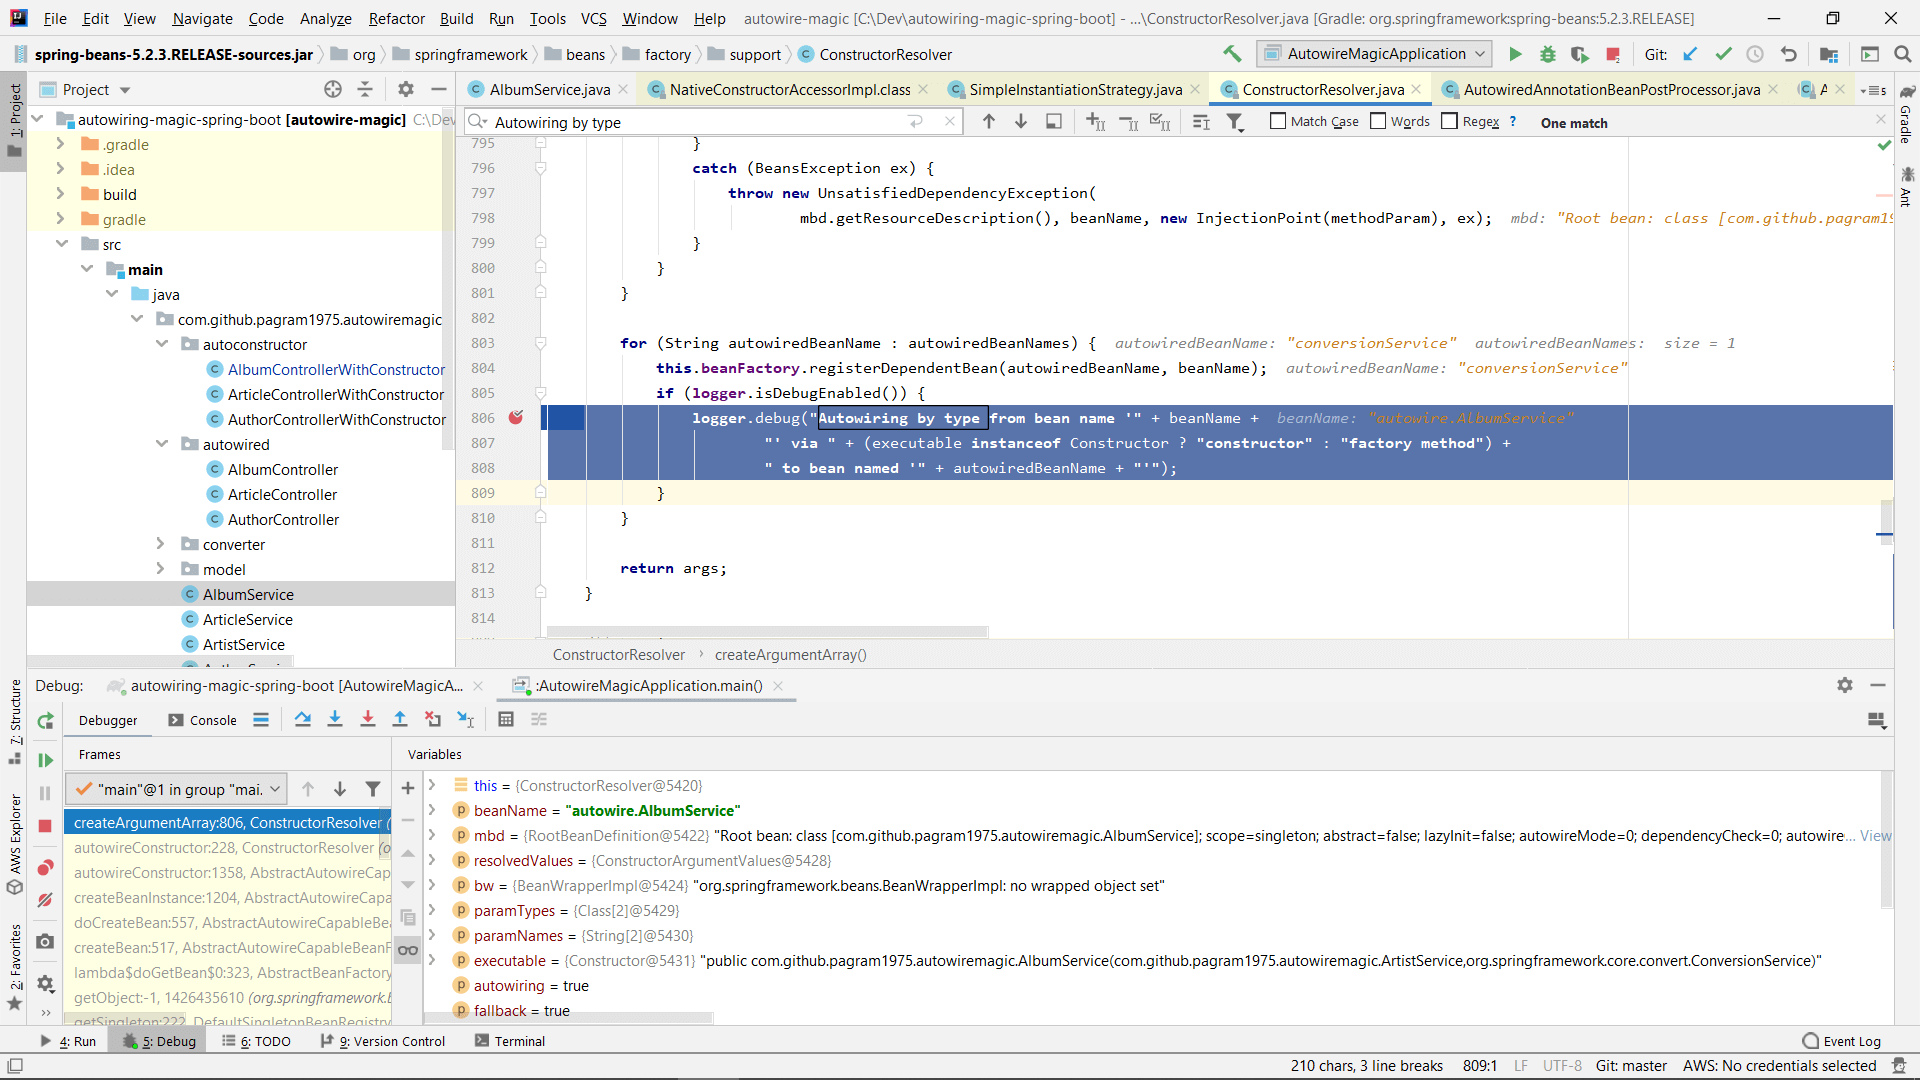 File Edit View Navigate Code Analyze Refactor Build Run Tools VCS Window Help autowire-magic [C:\Dev\autowiring-magic-spring-boot] - ...\ConstructorResolver.java [Gradle: org.springframework:spring-beans:5.2.3.RELEASE]
spring-beans-5.2.3.RELEASE-sources.jar org springframework beans factory support ConstructorResolver AutowireMagicApplication Git:
Project
AlbumService.java NativeConstructorAccessorImpl.class SimpleInstantiationStrategy.java ConstructorResolver.java AutowiredAnnotationBeanPostProcessor.java A
Autowiring by type Match Case Words Regex ? One match
1: Project
autowiring-magic-spring-boot [autowire-magic] C:\Dev
.gradle
.idea
build
gradle
src
main
java
com.github.pagram1975.autowiremagic
autoconstructor
AlbumControllerWithConstructor
ArticleControllerWithConstructor
AuthorControllerWithConstructor
autowired
AlbumController
ArticleController
AuthorController
converter
model
AlbumService
ArticleService
ArtistService
795 }
796 catch (BeansException ex) {
797 throw new UnsatisfiedDependencyException(
798 mbd.getResourceDescription(), beanName, new InjectionPoint(methodParam), ex); mbd: "Root bean: class [com.github.pagram19
799 }
800 }
801 }
802
803 for (String autowiredBeanName : autowiredBeanNames) { autowiredBeanName: "conversionService" autowiredBeanNames: size = 1
804 this.beanFactory.registerDependentBean(autowiredBeanName, beanName); autowiredBeanName: "conversionService"
805 if (logger.isDebugEnabled()) {
806 logger.debug("Autowiring by type from bean name '" + beanName + beanName: "autowire.AlbumService"
807 "' via " + (executable instanceof Constructor ? "constructor" : "factory method") +
808 " to bean named '" + autowiredBeanName + "'");
809 }
810 }
811
812 return args;
813 }
814
ConstructorResolver › createArgumentArray()
Gradle
Ant
Debug: autowiring-magic-spring-boot [AutowireMagicA... :AutowireMagicApplication.main()
Debugger Console
Frames
Variables
"main"@1 in group "mai.
createArgumentArray:806, ConstructorResolver (
autowireConstructor:228, ConstructorResolver (o
autowireConstructor:1358, AbstractAutowireCap
createBeanInstance:1204, AbstractAutowireCapa
doCreateBean:557, AbstractAutowireCapableBea
createBean:517, AbstractAutowireCapableBeanF
lambda$doGetBean$0:323, AbstractBeanFactory
getObject:-1, 1426435610 (org.springframework.b
getSingleton:222, DefaultSingletonBeanRegistry
this = {ConstructorResolver@5420}
beanName = "autowire.AlbumService"
mbd = {RootBeanDefinition@5422} "Root bean: class [com.github.pagram1975.autowiremagic.AlbumService]; scope=singleton; abstract=false; lazyInit=false; autowireMode=0; dependencyCheck=0; autowire... View
resolvedValues = {ConstructorArgumentValues@5428}
bw = {BeanWrapperImpl@5424} "org.springframework.beans.BeanWrapperImpl: no wrapped object set"
paramTypes = {Class[2]@5429}
paramNames = {String[2]@5430}
executable = {Constructor@5431} "public com.github.pagram1975.autowiremagic.AlbumService(com.github.pagram1975.autowiremagic.ArtistService,org.springframework.core.convert.ConversionService)"
autowiring = true
fallback = true
7: Structure
AWS Explorer
2: Favorites
4: Run 5: Debug 6: TODO 9: Version Control Terminal Event Log
210 chars, 3 line breaks 809:1 LF UTF-8 Git: master AWS: No credentials selected